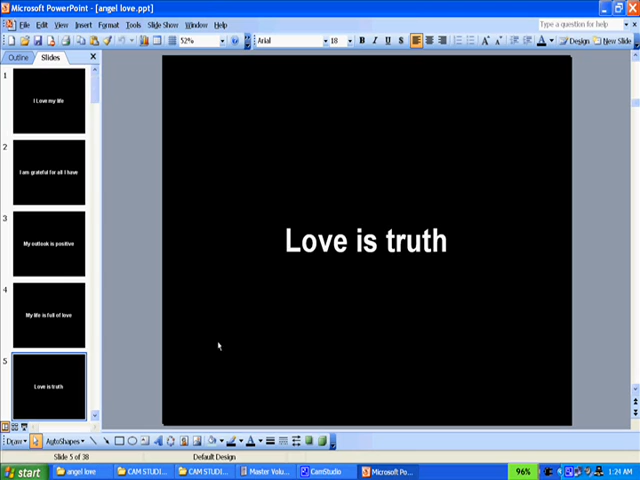 Microsoft PowerPoint - [angel love.ppt]
File Edit View Insert Format Tools Slide Show Window Help
Type a question for help
52% Arial 18 B I U S Design New Slide
Outline Slides
1
I Love my life
2
I am grateful for all I have
3
My outlook is positive
4
My life is full of love
5
Love is truth
Love is truth
Draw AutoShapes
Slide 5 of 38 Default Design
start angel love CAM STUDI... CAM STUDI... Master Volu... CamStudio Microsoft Po... 96% 1:24 AM